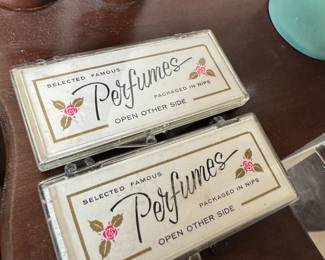 SELECTED FAMOUS
Perfumes
PACKAGED IN NIPS
OPEN OTHER SIDE
SELECTED FAMOUS
Perfumes
PACKAGED IN NIPS
OPEN OTHER SIDE